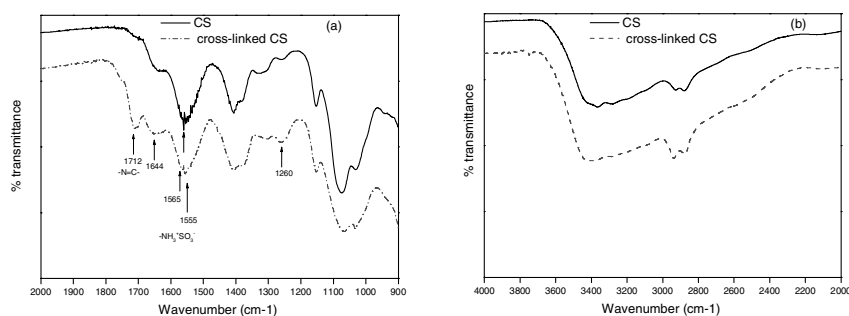 (a)
CS
cross-linked CS
% transmittance
1712
-N=C-
1644
1565
1555
-NH₃⁺SO₃⁻
1260
2000 1900 1800 1700 1600 1500 1400 1300 1200 1100 1000 900
Wavenumber (cm-1)
(b)
CS
cross-linked CS
% transmittance
4000 3800 3600 3400 3200 3000 2800 2600 2400 2200 2000
Wavenumber (cm-1)